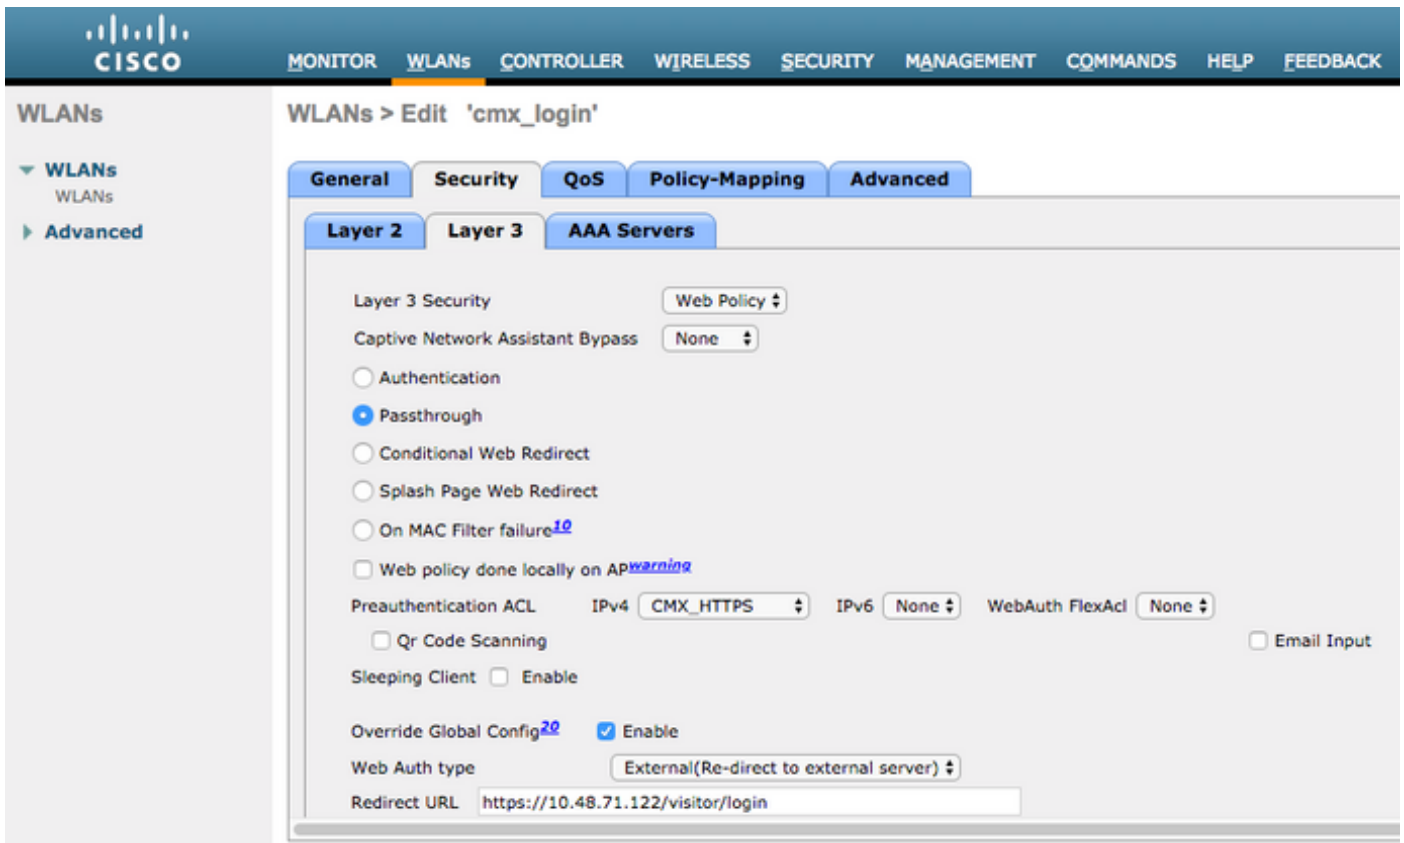 CISCO
MONITOR WLANs CONTROLLER WIRELESS SECURITY MANAGEMENT COMMANDS HELP FEEDBACK
WLANs
WLANs > Edit 'cmx_login'
WLANs
WLANs
Advanced
General Security QoS Policy-Mapping Advanced
Layer 2 Layer 3 AAA Servers
Layer 3 Security Web Policy
Captive Network Assistant Bypass None
Authentication
Passthrough
Conditional Web Redirect
Splash Page Web Redirect
On MAC Filter failure10
Web policy done locally on APwarning
Preauthentication ACL IPv4 CMX_HTTPS IPv6 None WebAuth FlexAcl None
Qr Code Scanning Email Input
Sleeping Client Enable
Override Global Config20 Enable
Web Auth type External(Re-direct to external server)
Redirect URL https://10.48.71.122/visitor/login